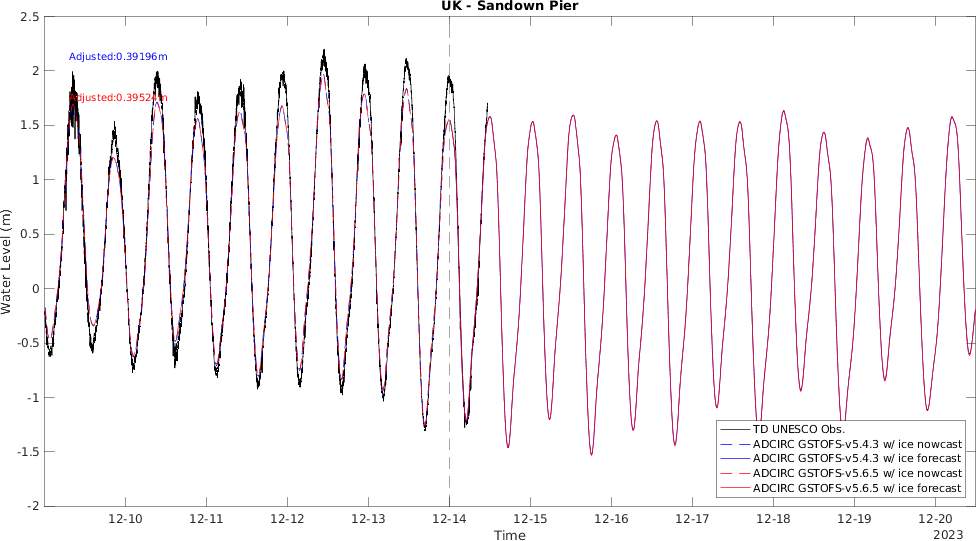 UK - Sandown Pier
2.5
2
1.5
1
0.5
0
-0.5
-1
-1.5
-2
Water Level (m)
Adjusted:0.39196m
Adjusted:0.39524m
12-10
12-11
12-12
12-13
12-14
12-15
12-16
12-17
12-18
12-19
12-20
2023
Time
TD UNESCO Obs.
ADCIRC GSTOFS-v5.4.3 w/ ice nowcast
ADCIRC GSTOFS-v5.4.3 w/ ice forecast
ADCIRC GSTOFS-v5.6.5 w/ ice nowcast
ADCIRC GSTOFS-v5.6.5 w/ ice forecast